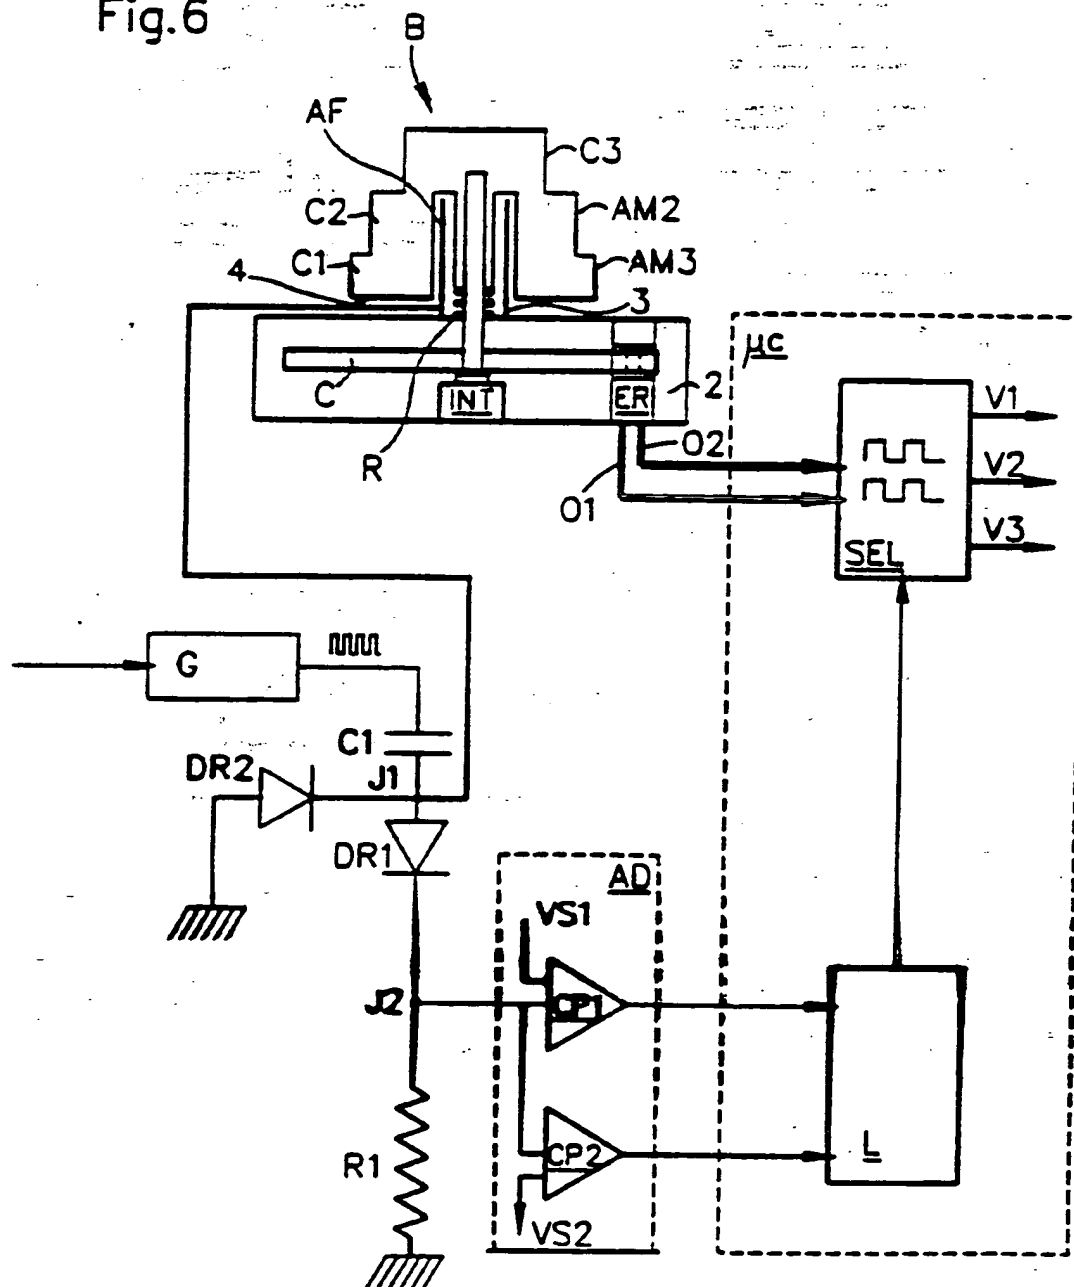 Fig.6
B
AF
C3
C2
AM2
C1
AM3
4
3
µc
C
INT
ER
2
V1
R
O2
V2
O1
V3
SEL
G
C1
DR2
J1
DR1
AD
VS1
J2
CP1
R1
CP2
L
VS2